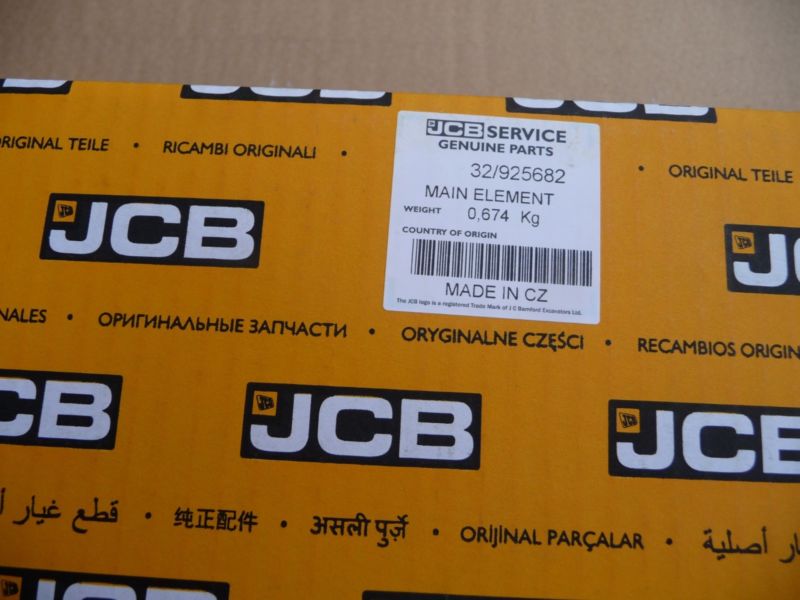 ORIGINAL TEILE • RICAMBI ORIGINALI •
JCB SERVICE
GENUINE PARTS
32/925682
MAIN ELEMENT
WEIGHT 0,674 Kg
COUNTRY OF ORIGIN
MADE IN CZ
The JCB logo is a registered Trade Mark of J C Bamford Excavators Ltd.
• ORIGINAL TEILE
JCB
JC
NALES • ОРИГИНАЛЬНЫЕ ЗАПЧАСТИ • ORYGINALNE CZĘŚCI • RECAMBIOS ORIGIN
CB
JCB
JCB
قطع غيار أ • 纯正配件 • असली पुर्ज़े • ORİJİNAL PARÇALAR • ار أصلية
JCB